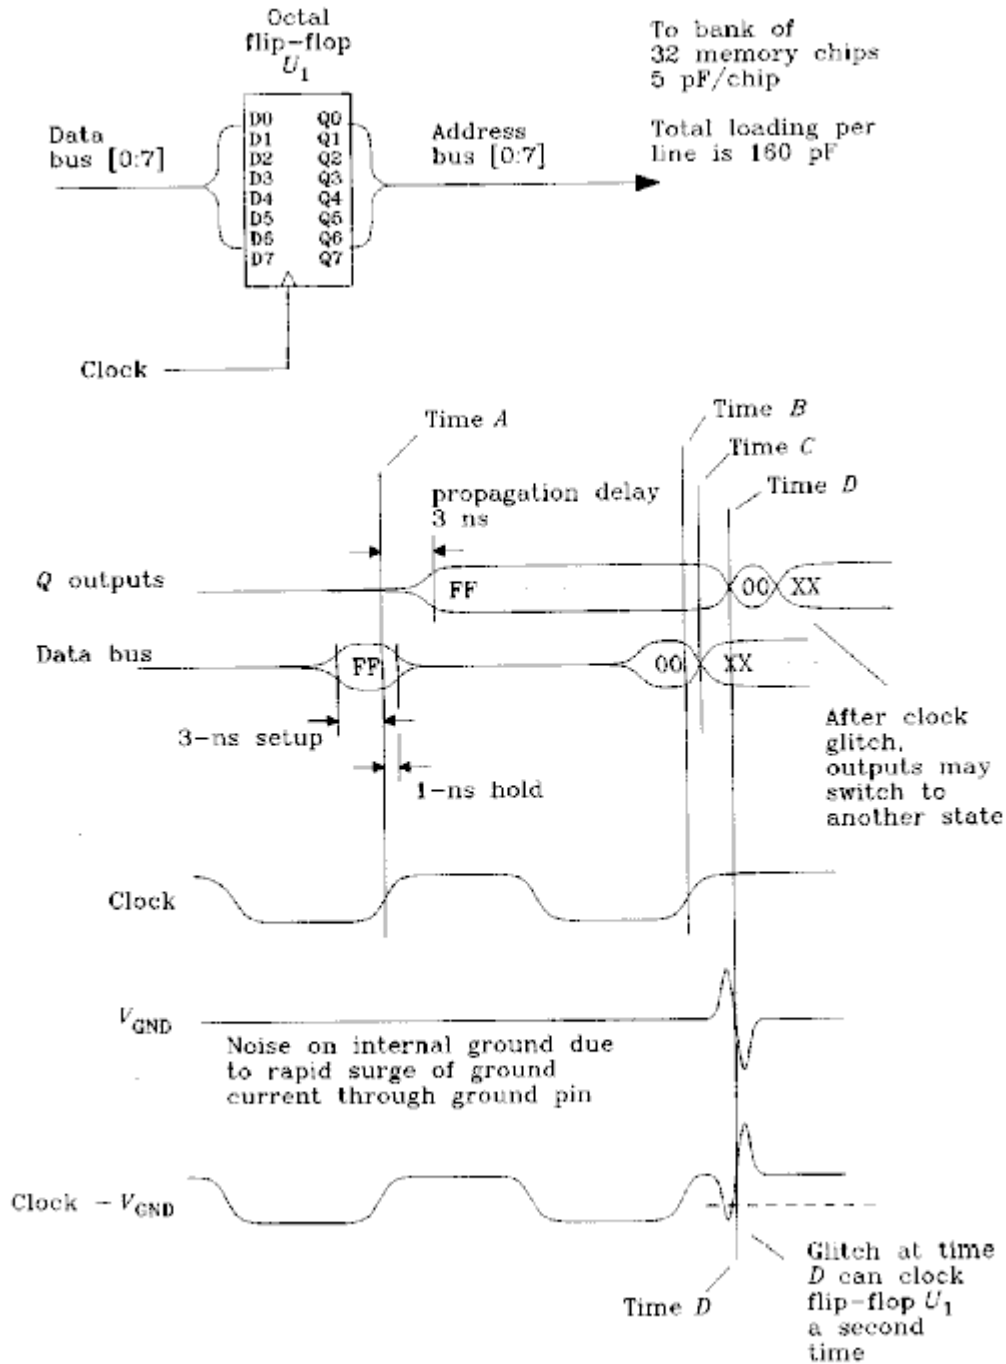 Octal
flip-flop
U1
To bank of
32 memory chips
5 pF/chip
Total loading per
line is 160 pF
Data
bus [0:7]
Address
bus [0:7]
D0 Q0
D1 Q1
D2 Q2
D3 Q3
D4 Q4
D5 Q5
D6 Q6
D7 Q7
Clock
Time A
Time B
Time C
Time D
propagation delay
3 ns
Q outputs
FF
00
XX
Data bus
FF
00
XX
3-ns setup
1-ns hold
After clock
glitch,
outputs may
switch to
another state
Clock
VGND
Noise on internal ground due
to rapid surge of ground
current through ground pin
Clock – VGND
Time D
Glitch at time
D can clock
flip-flop U1
a second
time